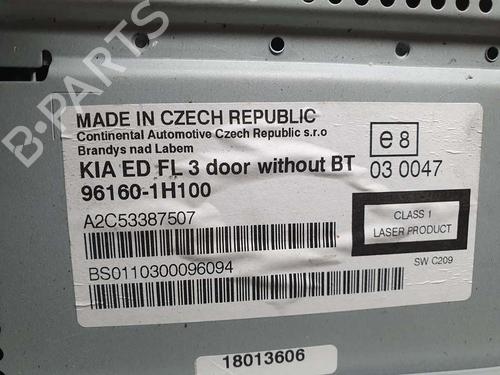 MADE IN CZECH REPUBLIC
Continental Automotive Czech Republic s.r.o
Brandys nad Labem
KIA ED FL 3 door without BT
96160-1H100
e8
03 0047
A2C53387507
CLASS 1
LASER PRODUCT
BS0110300096094
SW C209
18013606
B-PARTS